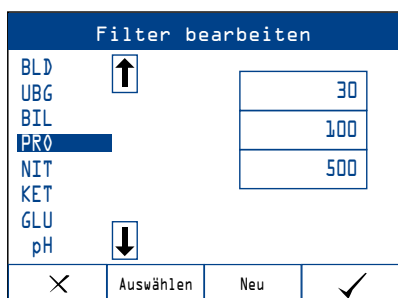 Filter bearbeiten
BLD
UBG
BIL
PRO
NIT
KET
GLU
pH
30
100
500
Auswählen
Neu